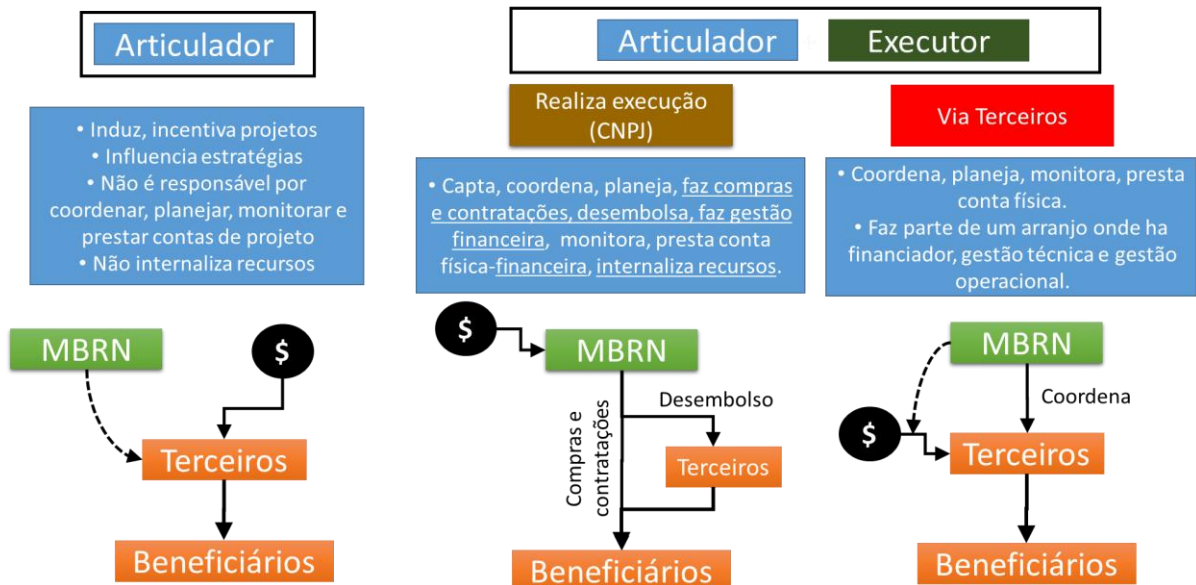 Articulador
• Induz, incentiva projetos
• Influencia estratégias
• Não é responsável por
coordenar, planejar, monitorar e
prestar contas de projeto
• Não internaliza recursos
MBRN
$
Terceiros
Beneficiários
Articulador
Executor
Realiza execução
(CNPJ)
• Capta, coordena, planeja, faz compras
e contratações, desembolsa, faz gestão
financeira, monitora, presta conta
física-financeira, internaliza recursos.
$
MBRN
Desembolso
Compras e
contratações
Terceiros
Beneficiários
Via Terceiros
• Coordena, planeja, monitora, presta
conta física.
• Faz parte de um arranjo onde ha
financiador, gestão técnica e gestão
operacional.
MBRN
Coordena
$
Terceiros
Beneficiários